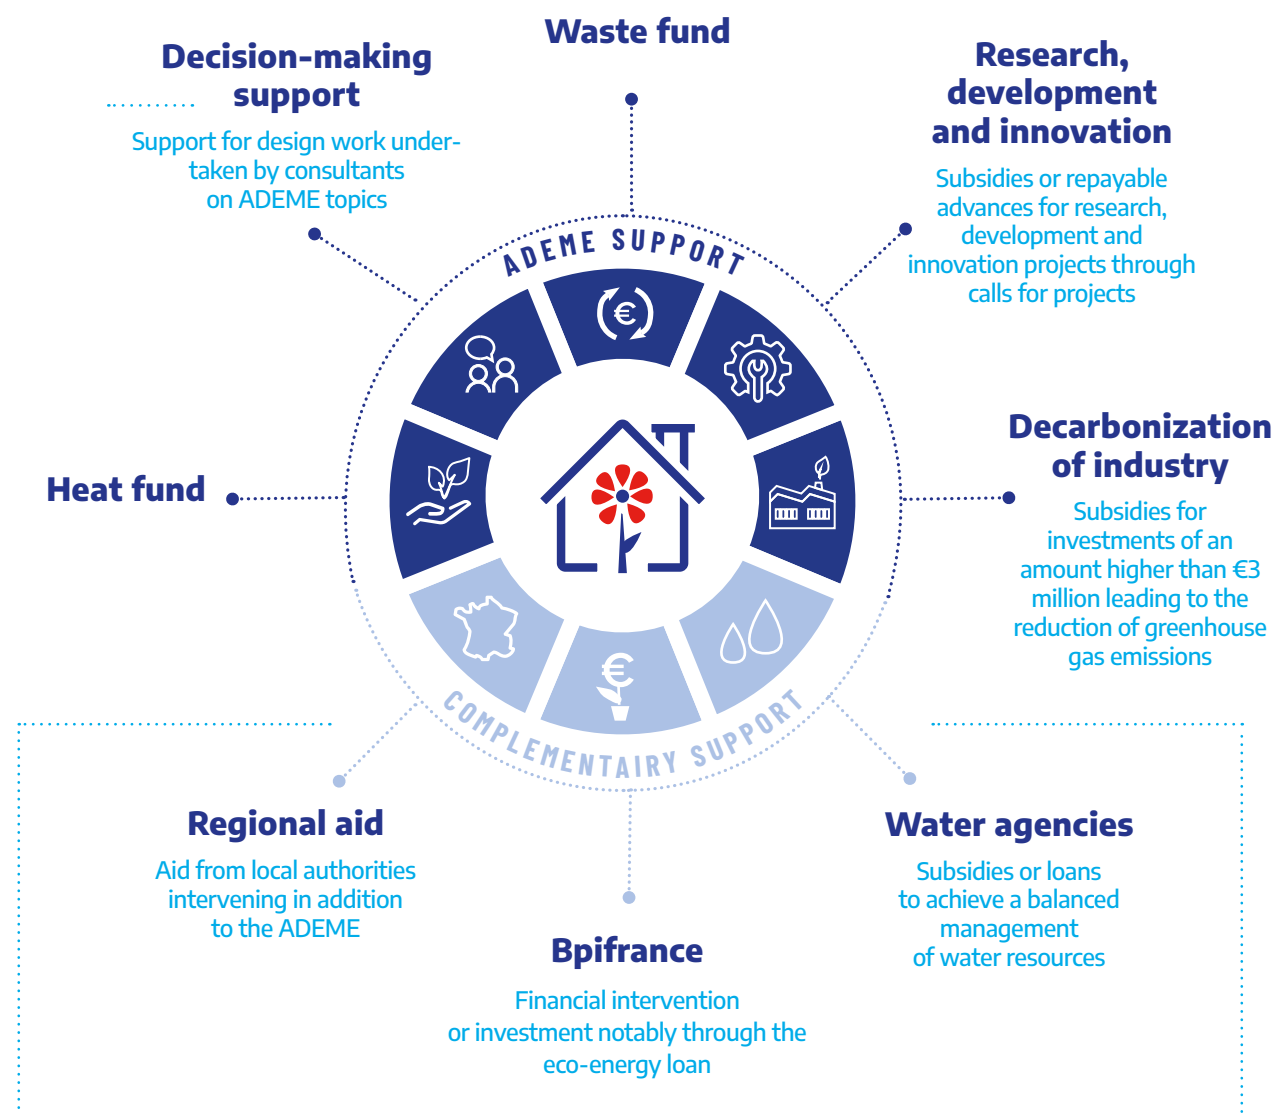 Waste fund
Decision-making
support
Support for design work under-
taken by consultants
on ADEME topics
Research,
development
and innovation
Subsidies or repayable
advances for research,
development and
innovation projects through
calls for projects
ADEME SUPPORT
€
Heat fund
Decarbonization
of industry
Subsidies for
investments of an
amount higher than €3
million leading to the
reduction of greenhouse
gas emissions
€
COMPLEMENTAIRY SUPPORT
Regional aid
Aid from local authorities
intervening in addition
to the ADEME
Water agencies
Subsidies or loans
to achieve a balanced
management
of water resources
Bpifrance
Financial intervention
or investment notably through the
eco-energy loan